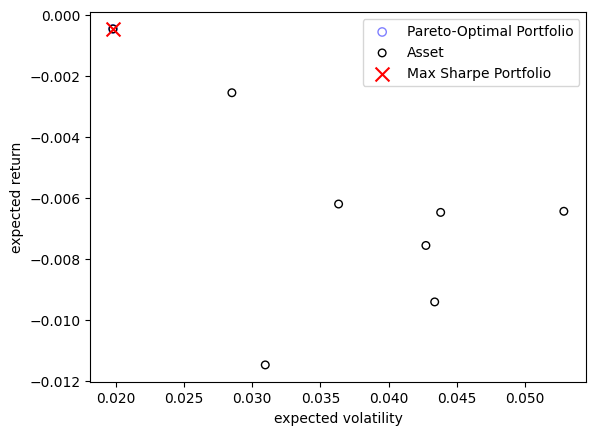 0.000
−0.002
−0.004
−0.006
−0.008
−0.010
−0.012
expected return
Pareto-Optimal Portfolio
Asset
Max Sharpe Portfolio
0.020 0.025 0.030 0.035 0.040 0.045 0.050
expected volatility